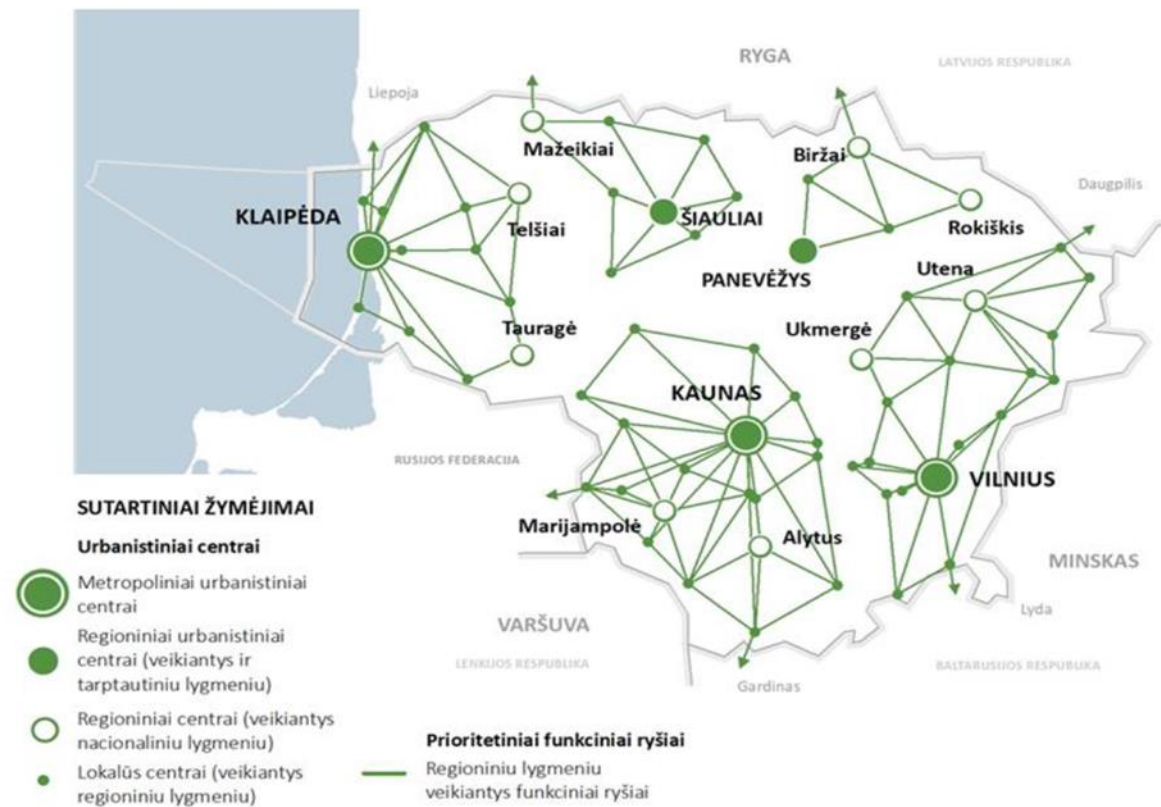 RYGA
LATVIJOS RESPUBLIKA
Liepoja
Mažeikiai
Biržai
Daugpilis
KLAIPĖDA
Telšiai
ŠIAULIAI
Rokiškis
PANEVĖŽYS
Utena
Tauragė
Ukmergė
KAUNAS
RUSIJOS FEDERACIJA
VILNIUS
Marijampolė
Alytus
MINSKAS
Lyda
VARŠUVA
LENKIJOS RESPUBLIKA
BALTARUSIJOS RESPUBUKA
Gardinas
SUTARTINIAI ŽYMĖJIMAI
Urbanistiniai centrai
Metropoliniai urbanistiniai
centrai
Regioniniai urbanistiniai
centrai (veikiantys ir
tarptautiniu lygmeniu)
Regioniniai centrai (veikiantys
nacionaliniu lygmeniu)
Lokalūs centrai (veikiantys
regioniniu lygmeniu)
Prioritetiniai funkciniai ryšiai
Regioniniu lygmeniu
veikiantys funkciniai ryšiai